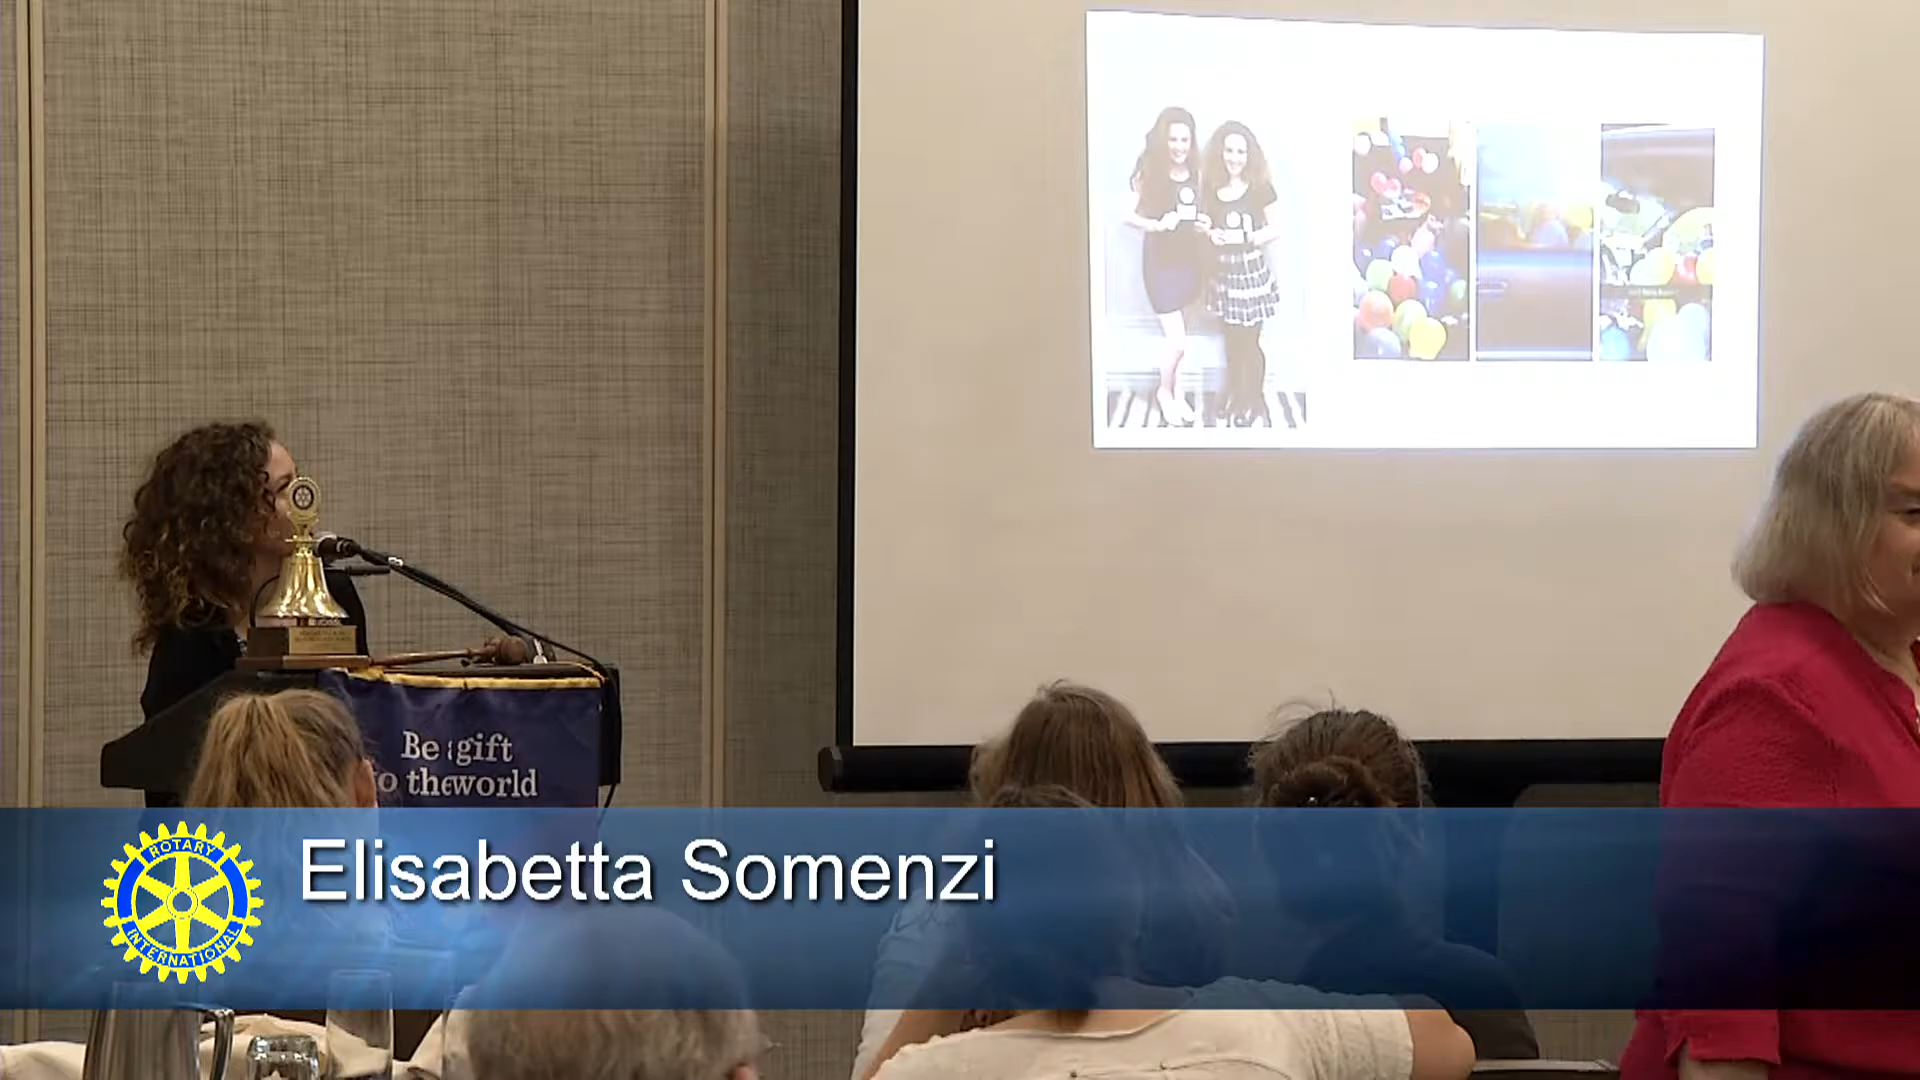 Be a gift
to the world
Elisabetta Somenzi
ROTARY
INTERNATIONAL